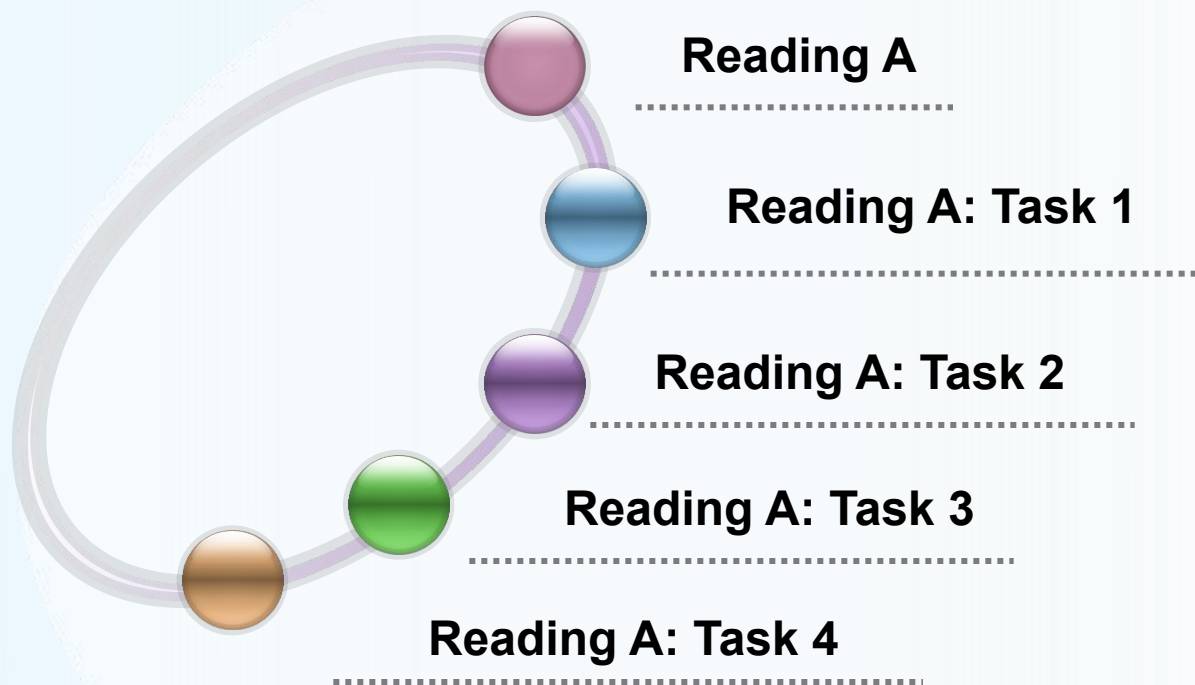 Reading A
Reading A: Task 1
Reading A: Task 2
Reading A: Task 3
Reading A: Task 4